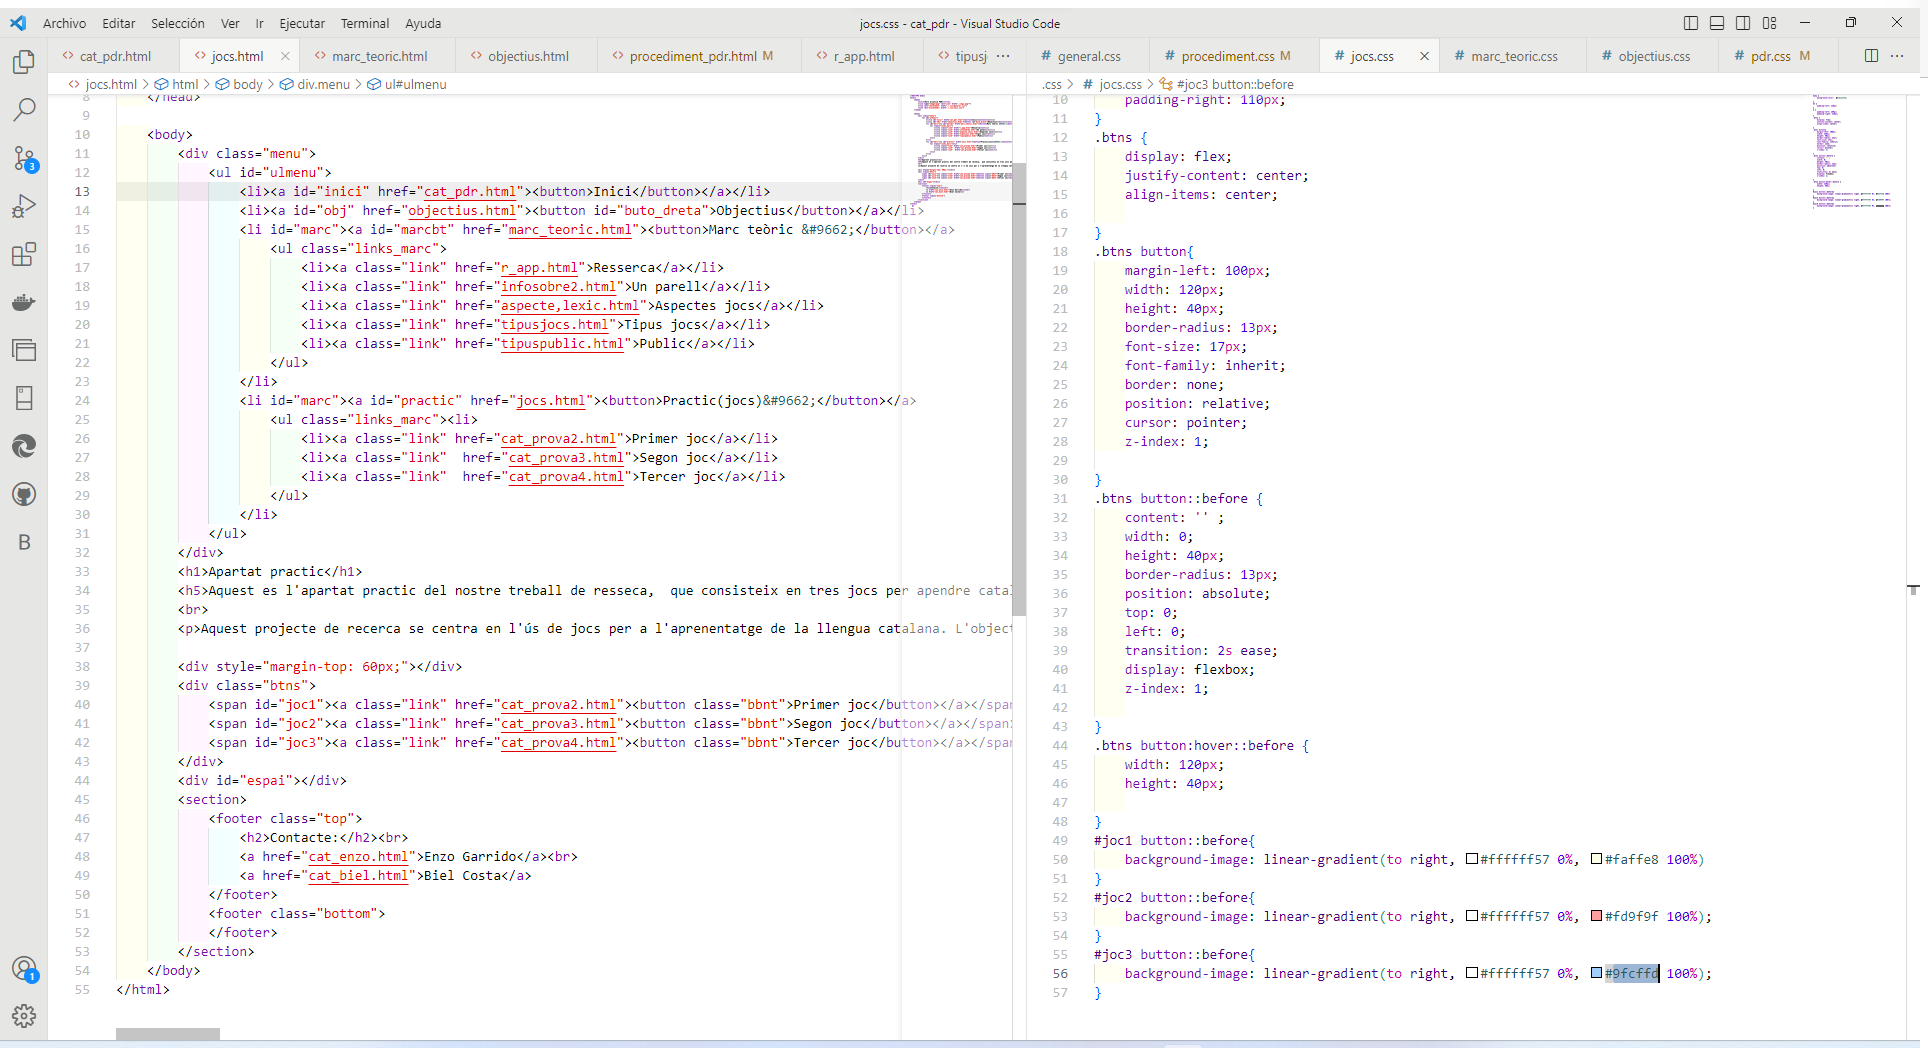 Archivo Editar Selección Ver Ir Ejecutar Terminal Ayuda
jocs.css - cat_pdr - Visual Studio Code
cat_pdr.html
jocs.html
marc_teoric.html
objectius.html
procediment_pdr.html M
r_app.html
tipusj
jocs.html > html > body > div.menu > ul#ulmenu
8 </head>
9
10 <body>
11 <div class="menu">
12 <ul id="ulmenu">
13 <li><a id="inici" href="cat_pdr.html"><button>Inici</button></a></li>
14 <li><a id="obj" href="objectius.html"><button id="buto_dreta">Objectius</button></a></li>
15 <li id="marc"><a id="marcbt" href="marc_teoric.html"><button>Marc teòric &#9662;</button></a>
16 <ul class="links_marc">
17 <li><a class="link" href="r_app.html">Resserca</a></li>
18 <li><a class="link" href="infosobre2.html">Un parell</a></li>
19 <li><a class="link" href="aspecte,lexic.html">Aspectes jocs</a></li>
20 <li><a class="link" href="tipusjocs.html">Tipus jocs</a></li>
21 <li><a class="link" href="tipuspublic.html">Public</a></li>
22 </ul>
23 </li>
24 <li id="marc"><a id="practic" href="jocs.html"><button>Practic(jocs)&#9662;</button></a>
25 <ul class="links_marc"><li>
26 <li><a class="link" href="cat_prova2.html">Primer joc</a></li>
27 <li><a class="link"  href="cat_prova3.html">Segon joc</a></li>
28 <li><a class="link"  href="cat_prova4.html">Tercer joc</a></li>
29 </ul>
30 </li>
31 </ul>
32 </div>
33 <h1>Apartat practic</h1>
34 <h5>Aquest es l'apartat practic del nostre treball de resseca,  que consisteix en tres jocs per apendre catal
35 <br>
36 <p>Aquest projecte de recerca se centra en l'ús de jocs per a l'aprenentatge de la llengua catalana. L'object
37
38 <div style="margin-top: 60px;"></div>
39 <div class="btns">
40 <span id="joc1"><a class="link" href="cat_prova2.html"><button class="bbnt">Primer joc</button></a></span
41 <span id="joc2"><a class="link" href="cat_prova3.html"><button class="bbnt">Segon joc</button></a></span>
42 <span id="joc3"><a class="link" href="cat_prova4.html"><button class="bbnt">Tercer joc</button></a></span
43 </div>
44 <div id="espai"></div>
45 <section>
46 <footer class="top">
47 <h2>Contacte:</h2><br>
48 <a href="cat_enzo.html">Enzo Garrido</a><br>
49 <a href="cat_biel.html">Biel Costa</a>
50 </footer>
51 <footer class="bottom">
52 </footer>
53 </section>
54 </body>
55 </html>
# general.css
# procediment.css M
# jocs.css
# marc_teoric.css
# objectius.css
# pdr.css M
.css > # jocs.css > #joc3 button::before
10 padding-right: 110px;
11 }
12 .btns {
13 display: flex;
14 justify-content: center;
15 align-items: center;
16
17 }
18 .btns button{
19 margin-left: 100px;
20 width: 120px;
21 height: 40px;
22 border-radius: 13px;
23 font-size: 17px;
24 font-family: inherit;
25 border: none;
26 position: relative;
27 cursor: pointer;
28 z-index: 1;
29
30 }
31 .btns button::before {
32 content: '' ;
33 width: 0;
34 height: 40px;
35 border-radius: 13px;
36 position: absolute;
37 top: 0;
38 left: 0;
39 transition: 2s ease;
40 display: flexbox;
41 z-index: 1;
42
43 }
44 .btns button:hover::before {
45 width: 120px;
46 height: 40px;
47
48 }
49 #joc1 button::before{
50 background-image: linear-gradient(to right, #ffffff57 0%, #faffe8 100%)
51 }
52 #joc2 button::before{
53 background-image: linear-gradient(to right, #ffffff57 0%, #fd9f9f 100%);
54 }
55 #joc3 button::before{
56 background-image: linear-gradient(to right, #ffffff57 0%, #9fcffd 100%);
57 }
3
B
1